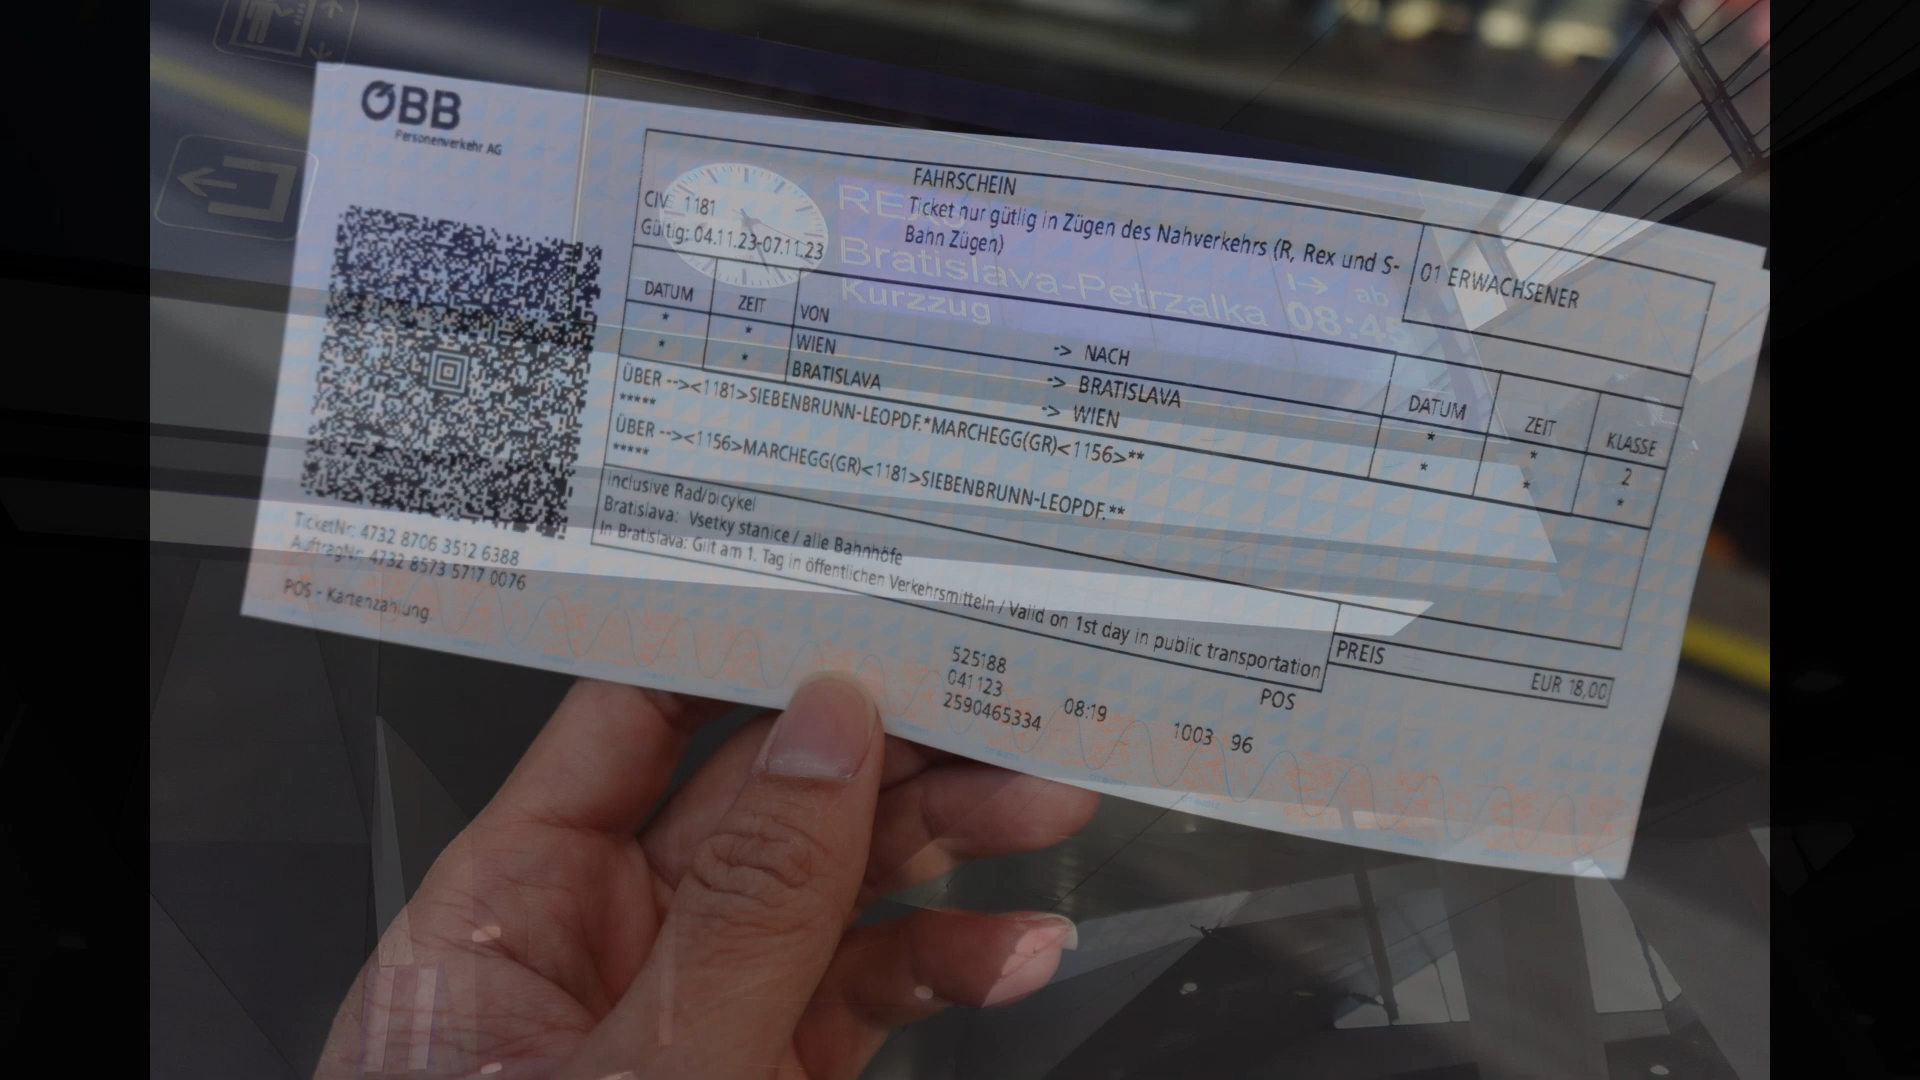 ÖBB
Personenverkehr AG
FAHRSCHEIN
CIV 1181
Ticket nur gütlig in Zügen des Nahverkehrs (R, Rex und S-
Gültig: 04.11.23-07.11.23
Bahn Zügen)
01 ERWACHSENER
Bratislava-Petrzalka
ab
Kurzzug
DATUM ZEIT VON -> NACH DATUM ZEIT KLASSE
* * WIEN -> BRATISLAVA * * 2
* * BRATISLAVA -> WIEN * * *
ÜBER --><1181>SIEBENBRUNN-LEOPDF.*MARCHEGG(GR)<1156>**
*****
ÜBER --><1156>MARCHEGG(GR)<1181>SIEBENBRUNN-LEOPDF.**
*****
inclusive Rad/bicykel
Bratislava: Vsetky stanice / alle Bahnhöfe
In Bratislava: Gilt am 1. Tag in öffentlichen Verkehrsmitteln / Valid on 1st day in public transportation
TicketNr: 4732 8706 3512 6388
AuftragNr: 4732 8573 5717 0076
POS - Kartenzahlung
PREIS
EUR 18,00
525188 POS
041123 08:19
2590465334 1003 96